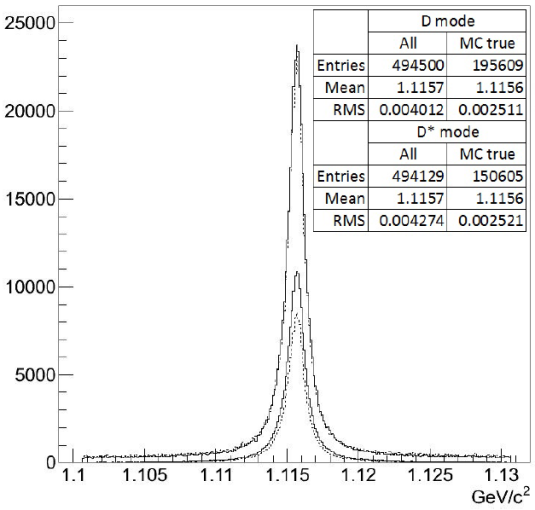 25000
20000
15000
10000
5000
0
1.1 1.105 1.11 1.115 1.12 1.125 1.13
GeV/c²
D mode
All MC true
Entries 494500 195609
Mean 1.1157 1.1156
RMS 0.004012 0.002511
D* mode
All MC true
Entries 494129 150605
Mean 1.1157 1.1156
RMS 0.004274 0.002521